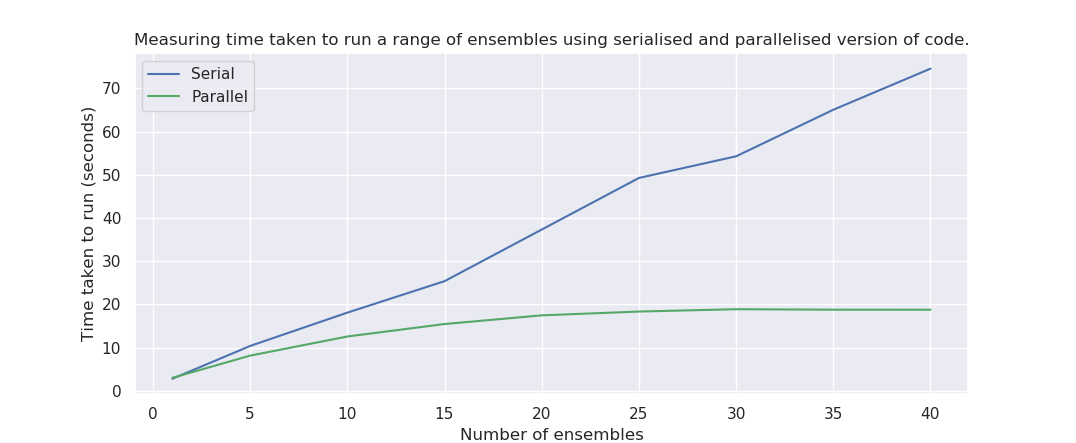 Measuring time taken to run a range of ensembles using serialised and parallelised version of code.
Serial
Parallel
Time taken to run (seconds)
70
60
50
40
30
20
10
0
0 5 10 15 20 25 30 35 40
Number of ensembles